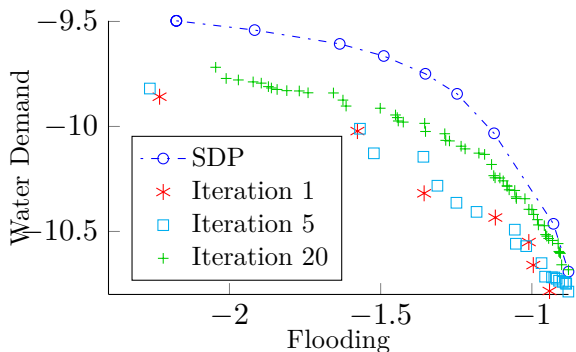 −9.5
−10
−10.5
Water Demand
SDP
Iteration 1
Iteration 5
Iteration 20
−2
−1.5
−1
Flooding